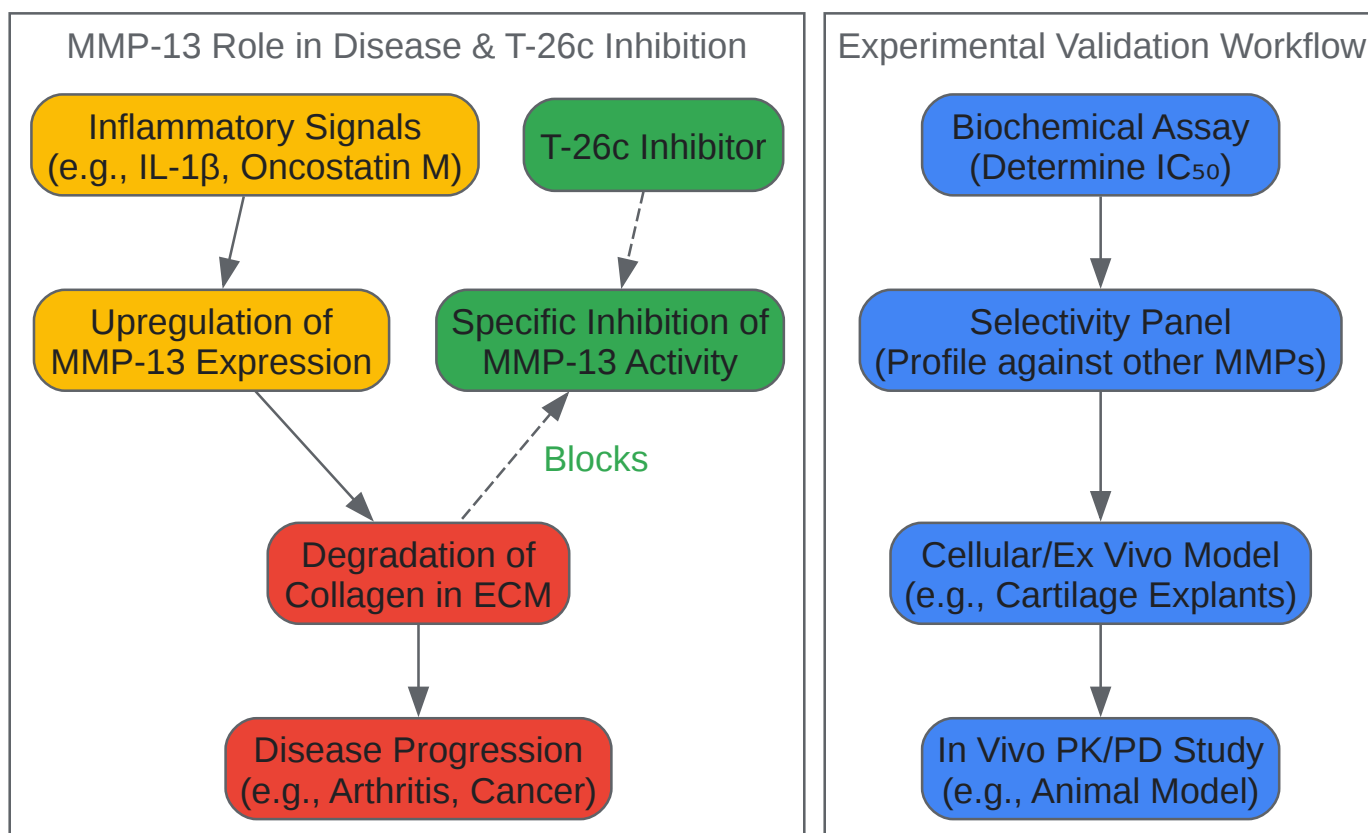 MMP-13 Role in Disease & T-26c Inhibition
Inflammatory Signals
(e.g., IL-1β, Oncostatin M)
T-26c Inhibitor
Upregulation of
MMP-13 Expression
Specific Inhibition of
MMP-13 Activity
Blocks
Degradation of
Collagen in ECM
Disease Progression
(e.g., Arthritis, Cancer)
Experimental Validation Workflow
Biochemical Assay
(Determine IC₅₀)
Selectivity Panel
(Profile against other MMPs)
Cellular/Ex Vivo Model
(e.g., Cartilage Explants)
In Vivo PK/PD Study
(e.g., Animal Model)